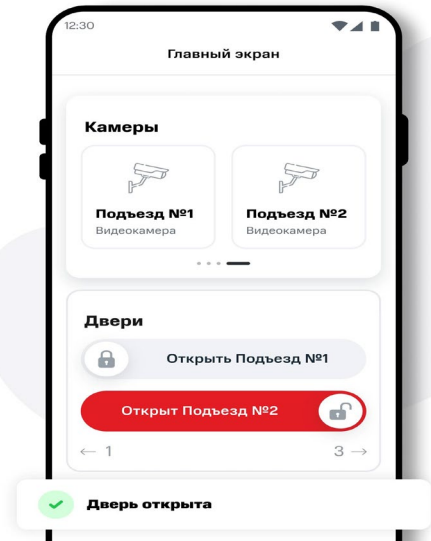 12:30
Главный экран
Камеры
Подъезд №1
Видеокамера
Подъезд №2
Видеокамера
Двери
Открыть Подъезд №1
Открыт Подъезд №2
← 1
3 →
Дверь открыта